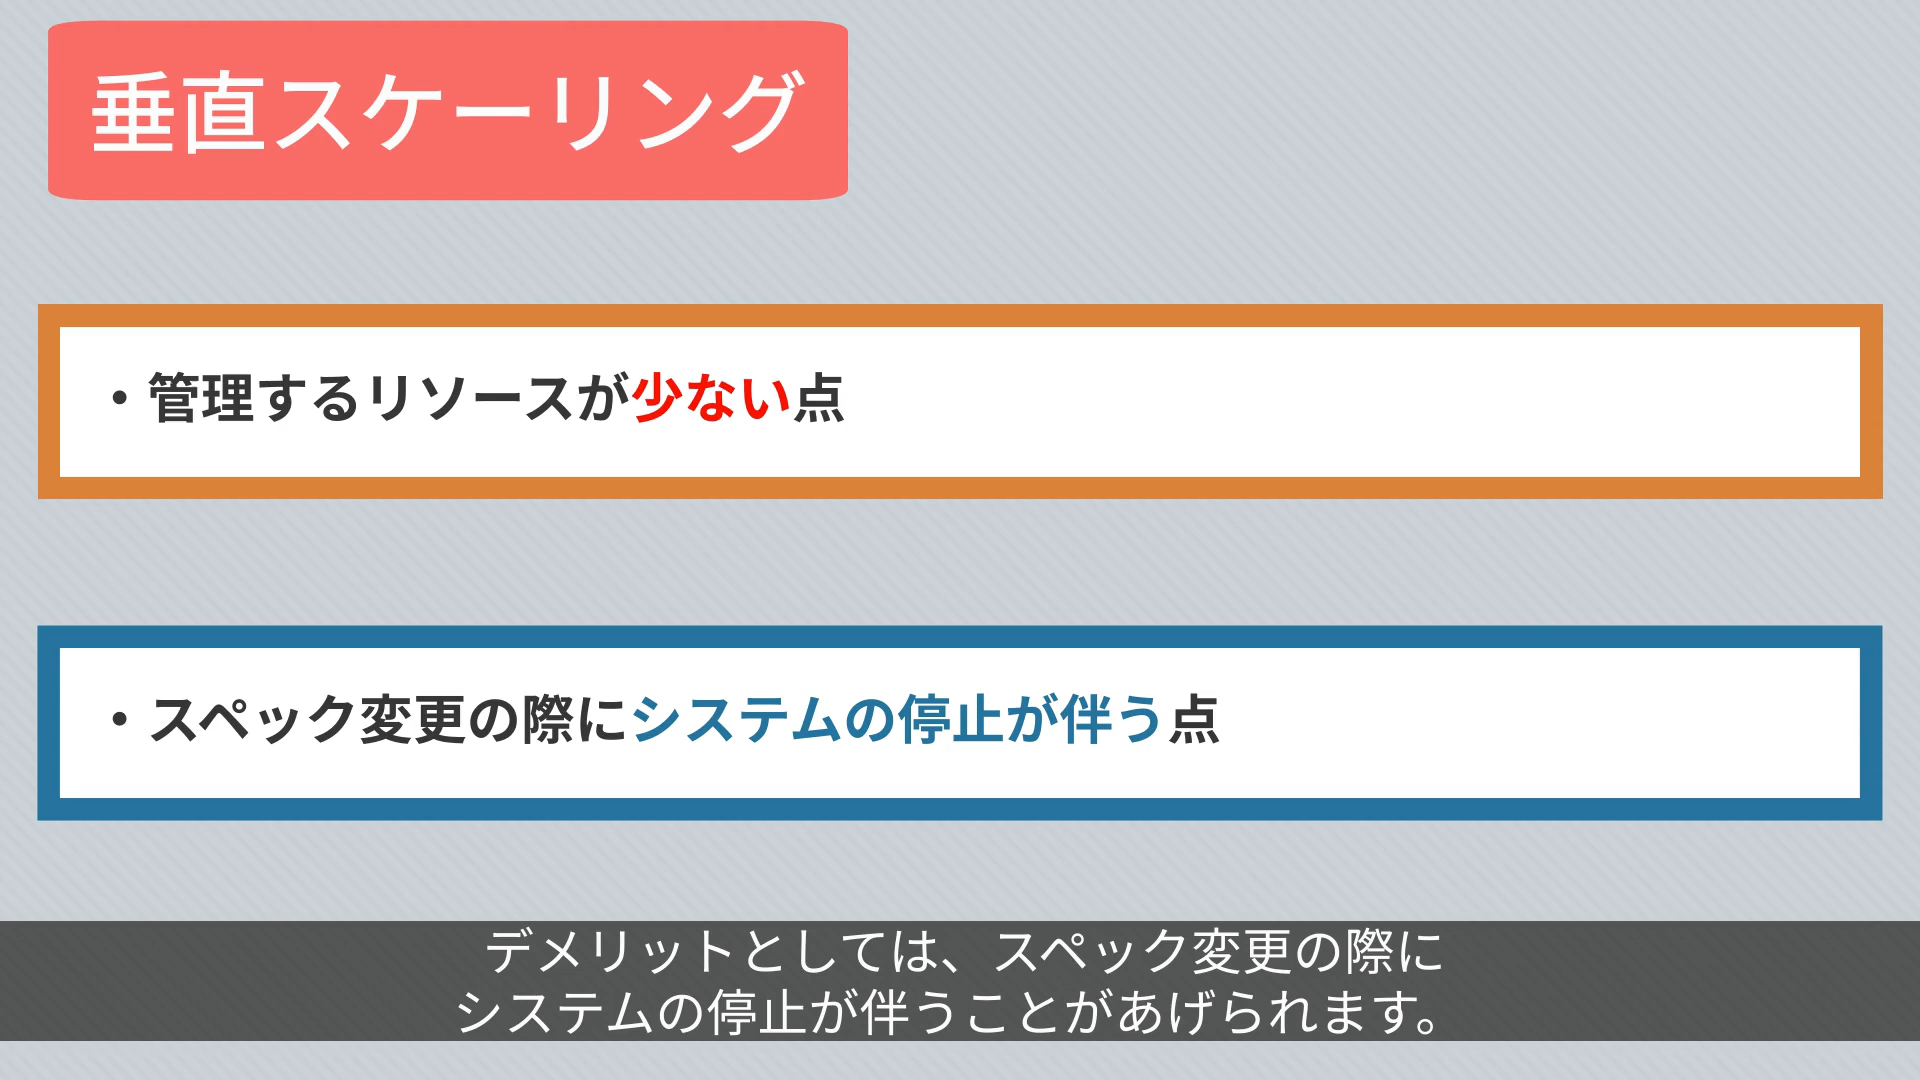 垂直スケーリング
・管理するリソースが少ない点
・スペック変更の際にシステムの停止が伴う点
デメリットとしては、スペック変更の際に
システムの停止が伴うことがあげられます。